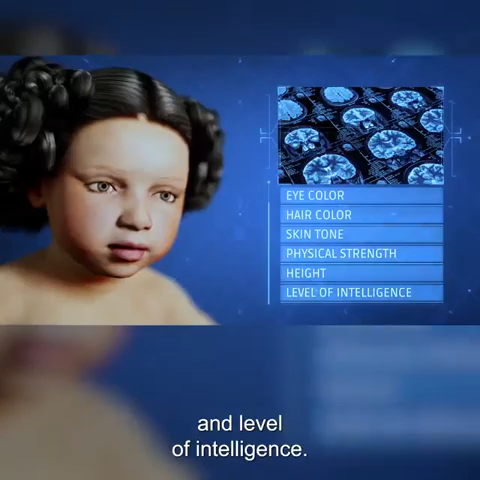 EYE COLOR
HAIR COLOR
SKIN TONE
PHYSICAL STRENGTH
HEIGHT
LEVEL OF INTELLIGENCE
and level
of intelligence.